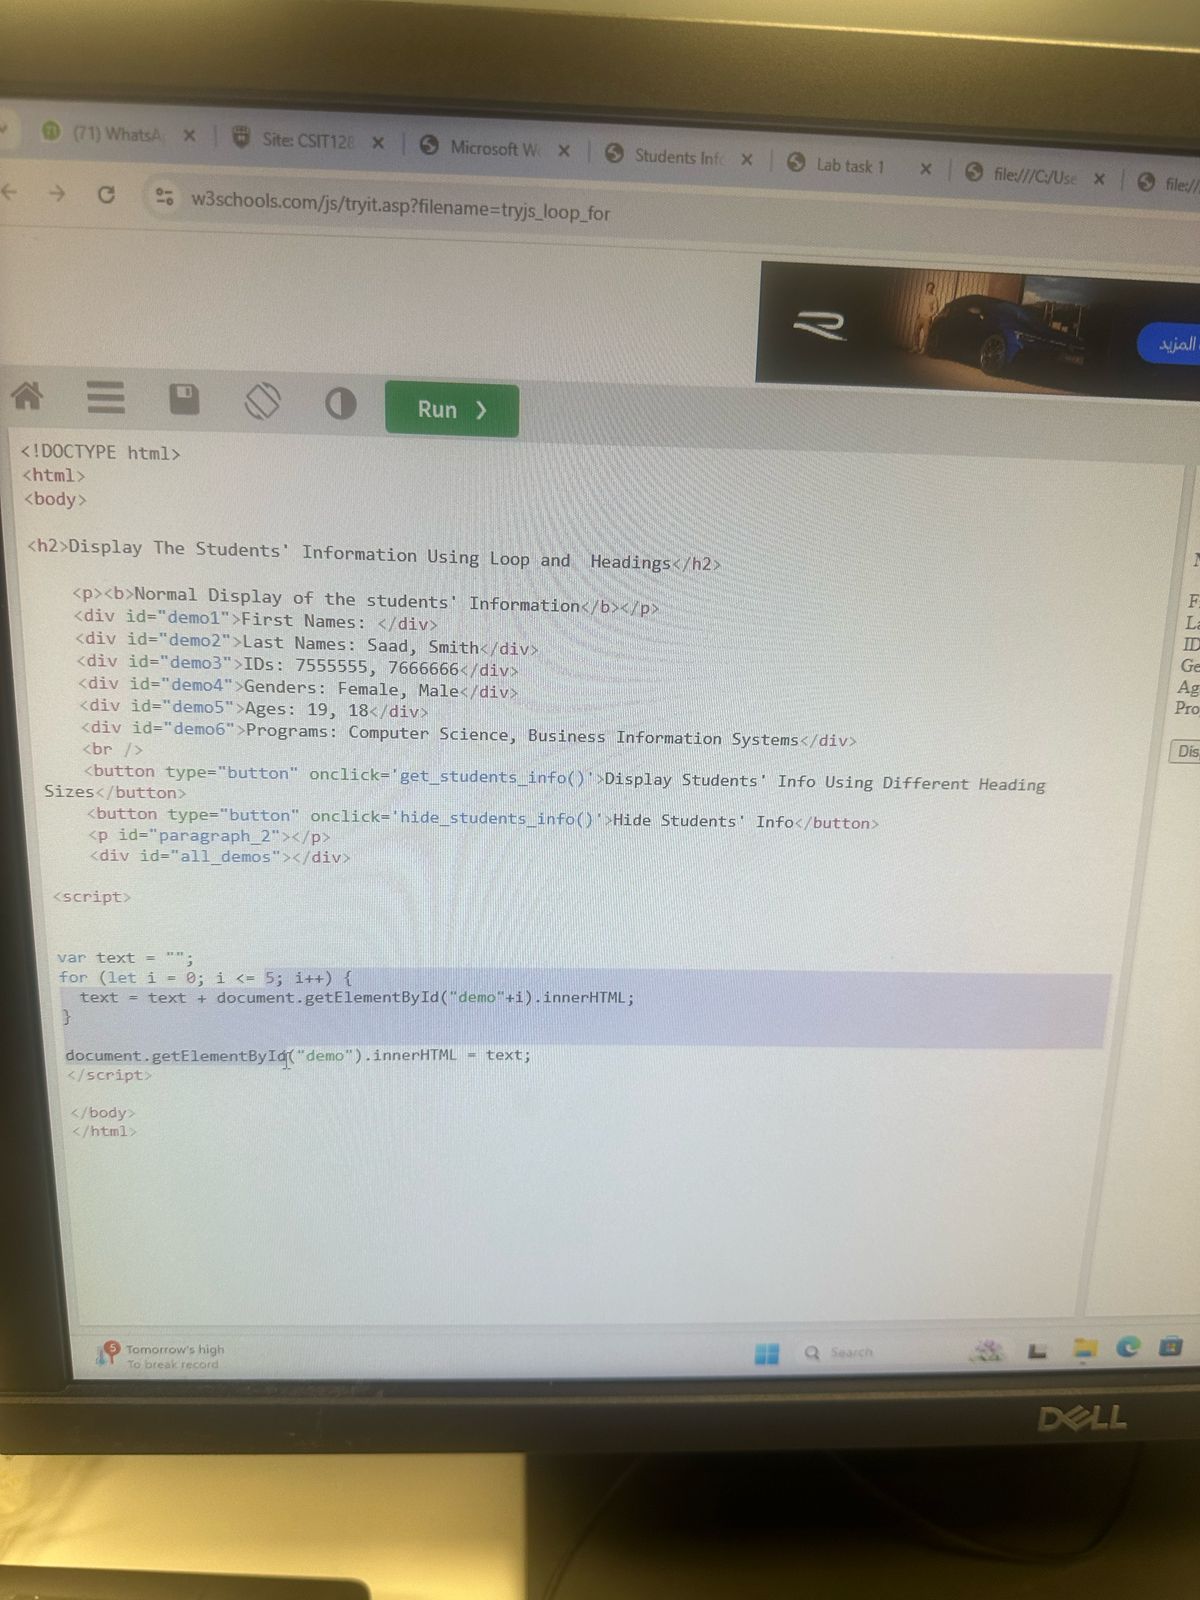 (71) WhatsA
Site: CSIT128
Microsoft W
Students Info
Lab task 1
file:///C:/Use
file:///
w3schools.com/js/tryit.asp?filename=tryjs_loop_for
المزيد
Run ❯
<!DOCTYPE html>
<html>
<body>
<h2>Display The Students' Information Using Loop and  Headings</h2>
<p><b>Normal Display of the students' Information</b></p>
<div id="demo1">First Names: </div>
<div id="demo2">Last Names: Saad, Smith</div>
<div id="demo3">IDs: 7555555, 7666666</div>
<div id="demo4">Genders: Female, Male</div>
<div id="demo5">Ages: 19, 18</div>
<div id="demo6">Programs: Computer Science, Business Information Systems</div>
<br />
<button type="button" onclick='get_students_info()'>Display Students' Info Using Different Heading
Sizes</button>
<button type="button" onclick='hide_students_info()'>Hide Students' Info</button>
<p id="paragraph_2"></p>
<div id="all_demos"></div>
<script>
var text = "";
for (let i = 0; i <= 5; i++) {
text = text + document.getElementById("demo"+i).innerHTML;
}
document.getElementById("demo").innerHTML = text;
</script>
</body>
</html>
La
ID
Ge
Ag
Pro
Dis
5
Tomorrow's high
To break record
Search
DELL